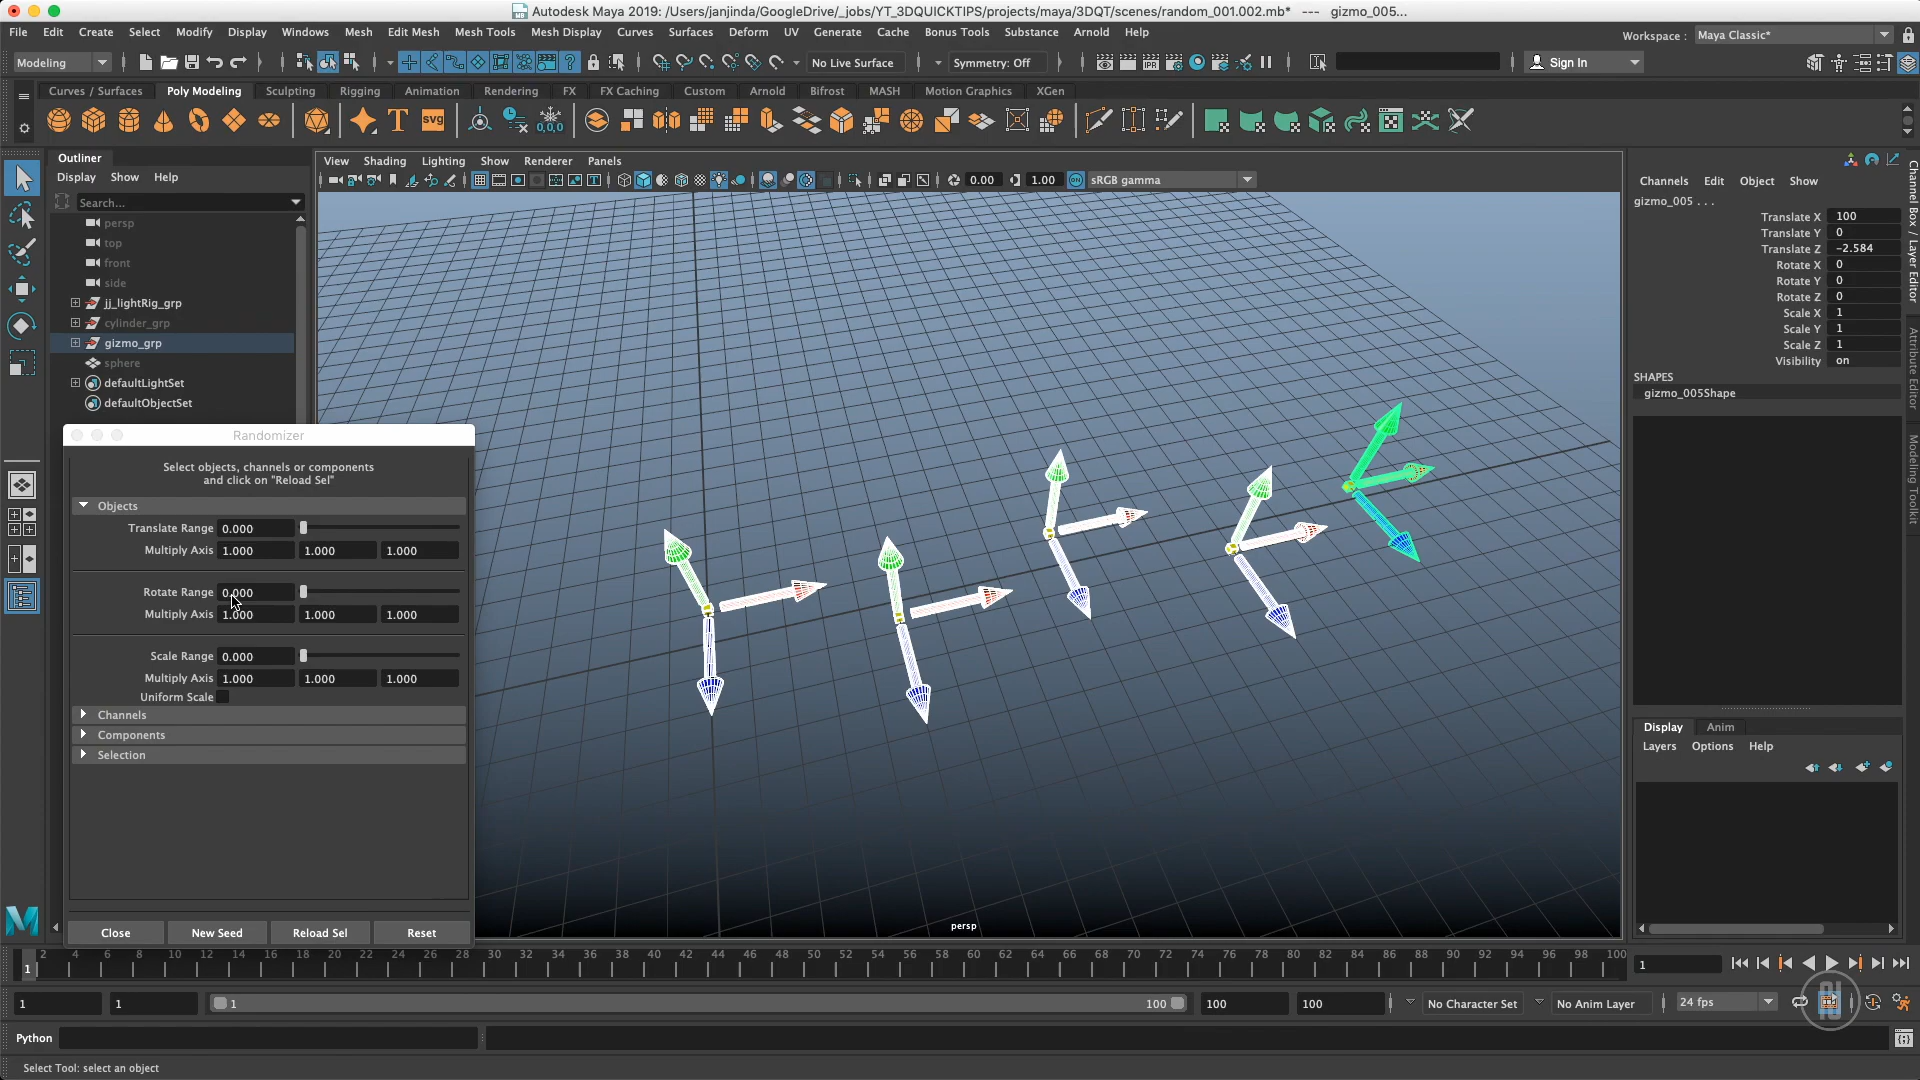 Autodesk Maya 2019: /Users/janjinda/GoogleDrive/_jobs/YT_3DQUICKTIPS/projects/maya/3DQT/scenes/random_001.002.mb* --- gizmo_005...
File Edit Create Select Modify Display Windows Mesh Edit Mesh Mesh Tools Mesh Display Curves Surfaces Deform UV Generate Cache Bonus Tools Substance Arnold Help
Workspace : Maya Classic*
Modeling No Live Surface Symmetry: Off Sign In
Curves / Surfaces Poly Modeling Sculpting Rigging Animation Rendering FX FX Caching Custom Arnold Bifrost MASH Motion Graphics XGen
T SVG 0,0,0
Outliner
Display Show Help
Search...
persp
top
front
side
jj_lightRig_grp
cylinder_grp
gizmo_grp
sphere
defaultLightSet
defaultObjectSet
View Shading Lighting Show Renderer Panels
0.00 1.00 ON sRGB gamma
persp
Randomizer
Select objects, channels or components
and click on "Reload Sel"
Objects
Translate Range 0.000
Multiply Axis 1.000 1.000 1.000
Rotate Range 0.000
Multiply Axis 1.000 1.000 1.000
Scale Range 0.000
Multiply Axis 1.000 1.000 1.000
Uniform Scale
Channels
Components
Selection
Close New Seed Reload Sel Reset
Channels Edit Object Show
gizmo_005 . . .
Translate X 100
Translate Y 0
Translate Z -2.584
Rotate X 0
Rotate Y 0
Rotate Z 0
Scale X 1
Scale Y 1
Scale Z 1
Visibility on
SHAPES
gizmo_005Shape
Channel Box / Layer Editor
Attribute Editor
Modeling Toolkit
Display Anim
Layers Options Help
1
2 4 6 8 10 12 14 16 18 20 22 24 26 28 30 32 34 36 38 40 42 44 46 48 50 52 54 56 58 60 62 64 66 68 70 72 74 76 78 80 82 84 86 88 90 92 94 96 98 100
1
1 1 1 100 100 100 No Character Set No Anim Layer 24 fps
Python
Select Tool: select an object